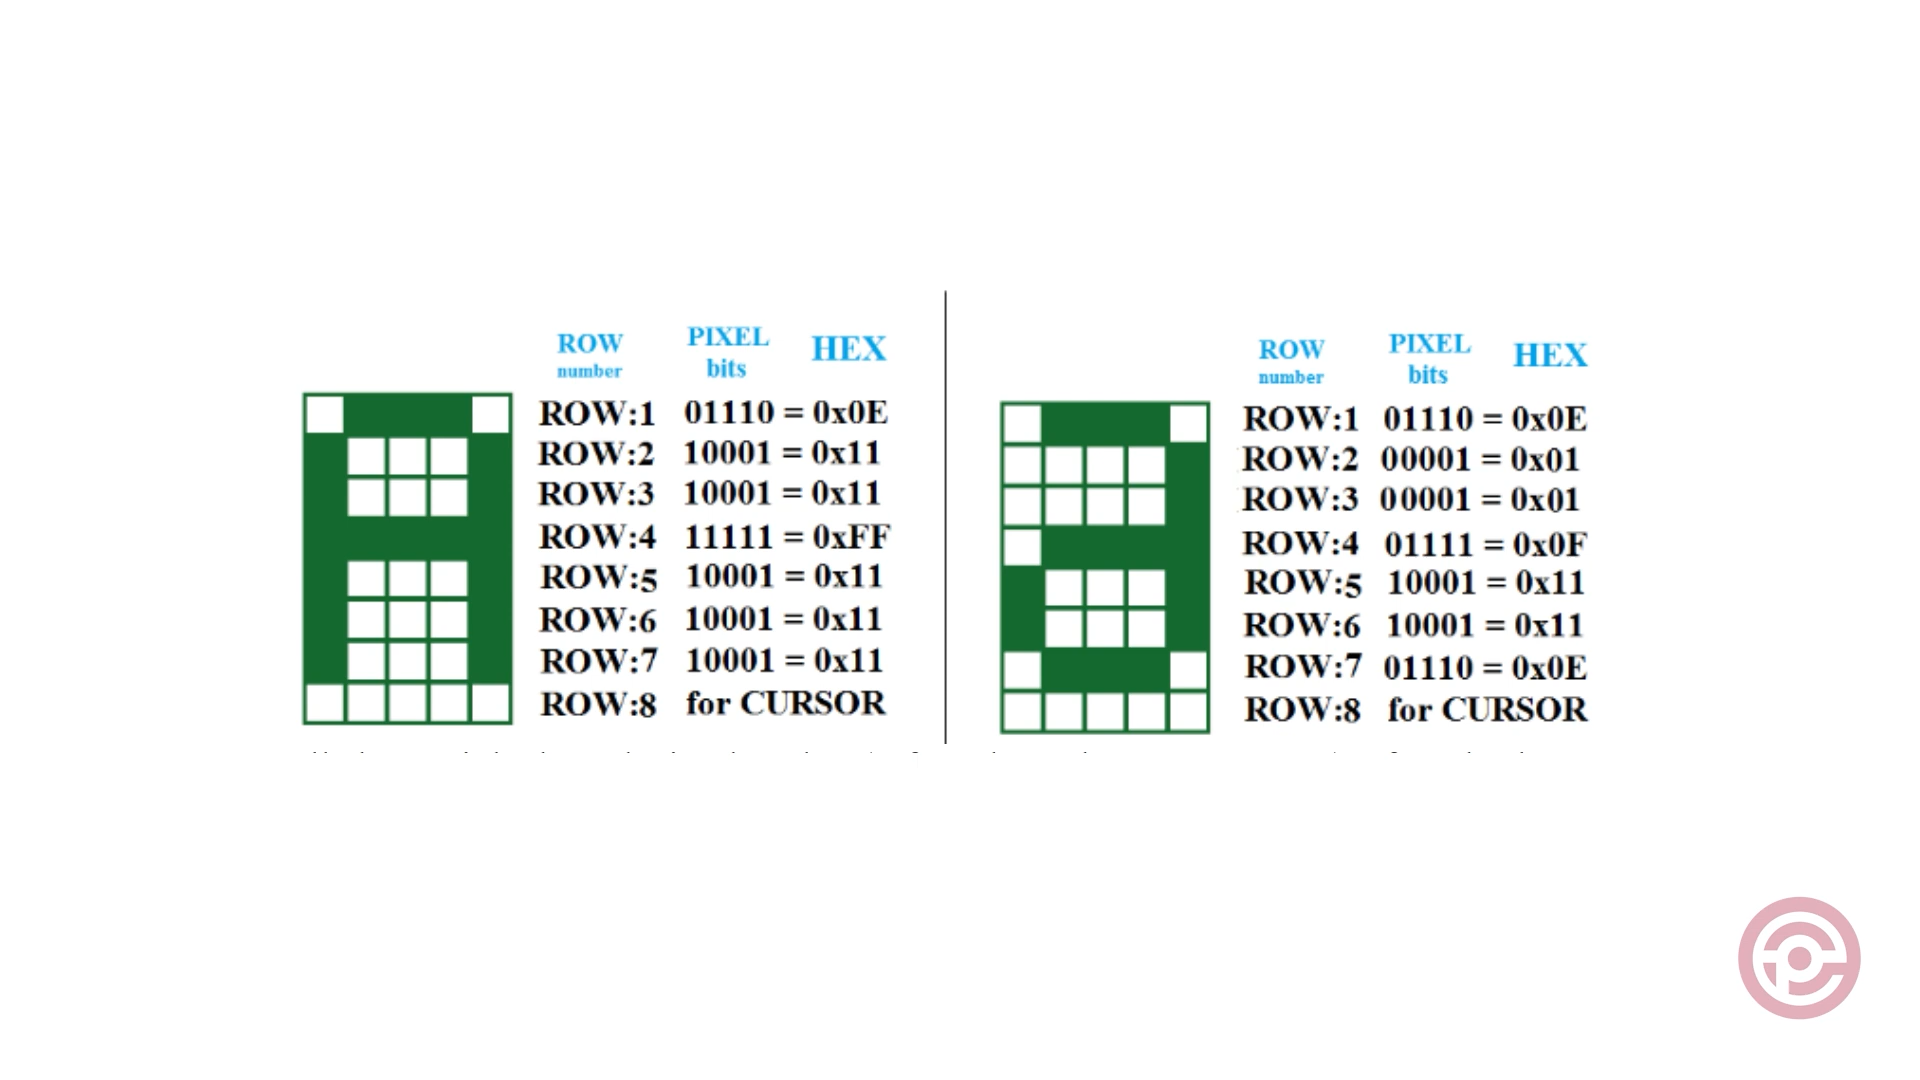 ROW number PIXEL bits HEX
ROW:1 01110 = 0x0E
ROW:2 10001 = 0x11
ROW:3 10001 = 0x11
ROW:4 11111 = 0xFF
ROW:5 10001 = 0x11
ROW:6 10001 = 0x11
ROW:7 10001 = 0x11
ROW:8 for CURSOR
ROW number PIXEL bits HEX
ROW:1 01110 = 0x0E
ROW:2 00001 = 0x01
ROW:3 00001 = 0x01
ROW:4 01111 = 0x0F
ROW:5 10001 = 0x11
ROW:6 10001 = 0x11
ROW:7 01110 = 0x0E
ROW:8 for CURSOR